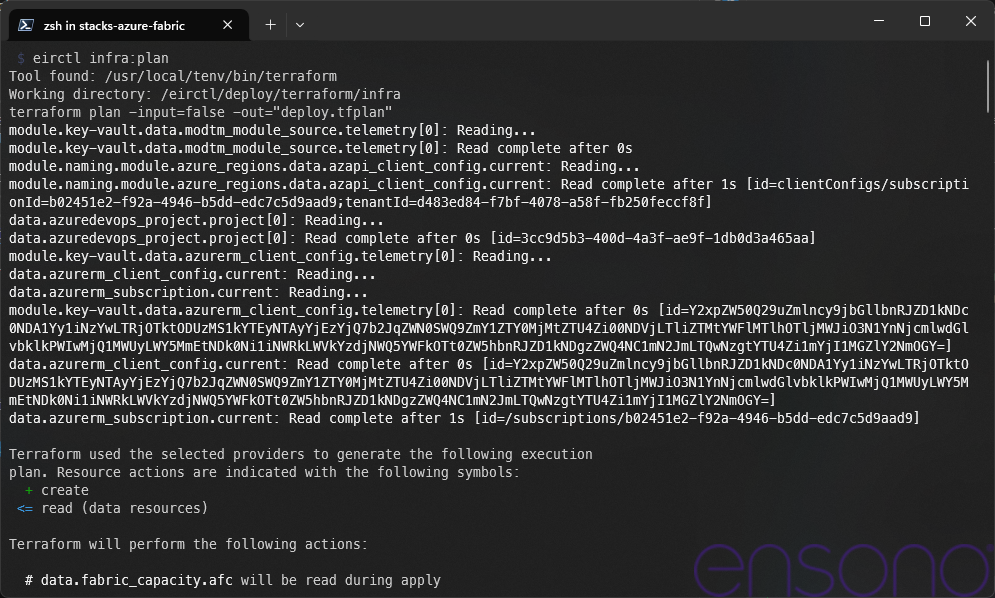 zsh in stacks-azure-fabric
$ eirctl infra:plan
Tool found: /usr/local/tenv/bin/terraform
Working directory: /eirctl/deploy/terraform/infra
terraform plan -input=false -out="deploy.tfplan"
module.key-vault.data.modtm_module_source.telemetry[0]: Reading...
module.key-vault.data.modtm_module_source.telemetry[0]: Read complete after 0s
module.naming.module.azure_regions.data.azapi_client_config.current: Reading...
module.naming.module.azure_regions.data.azapi_client_config.current: Read complete after 1s [id=clientConfigs/subscripti
onId=b02451e2-f92a-4946-b5dd-edc7c5d9aad9;tenantId=d483ed84-f7bf-4078-a58f-fb250feccf8f]
data.azuredevops_project.project[0]: Reading...
data.azuredevops_project.project[0]: Read complete after 0s [id=3cc9d5b3-400d-4a3f-ae9f-1db0d3a465aa]
module.key-vault.data.azurerm_client_config.telemetry[0]: Reading...
data.azurerm_client_config.current: Reading...
data.azurerm_subscription.current: Reading...
module.key-vault.data.azurerm_client_config.telemetry[0]: Read complete after 0s [id=Y2xpZW50Q29uZmlncy9jbGllbnRJZD1kNDc
0NDA1Yy1iNzYwLTRjOTktODUzMS1kYTEyNTAyYjEzYjQ7b2JqZWN0SWQ9ZmY1ZTY0MjMtZTU4Zi00NDVjLTliZTMtYWFlMTlhOTljMWJiO3N1YnNjcmlwdGl
vbklkPWIwMjQ1MWUyLWY5MmEtNDk0Ni1iNWRkLWVkYzdjNWQ5YWFkOTt0ZW5hbnRJZD1kNDgzZWQ4NC1mN2JmLTQwNzgtYTU4Zi1mYjI1MGZlY2NmOGY=]
data.azurerm_client_config.current: Read complete after 0s [id=Y2xpZW50Q29uZmlncy9jbGllbnRJZD1kNDc0NDA1Yy1iNzYwLTRjOTktO
DUzMS1kYTEyNTAyYjEzYjQ7b2JqZWN0SWQ9ZmY1ZTY0MjMtZTU4Zi00NDVjLTliZTMtYWFlMTlhOTljMWJiO3N1YnNjcmlwdGlvbklkPWIwMjQ1MWUyLWY5M
mEtNDk0Ni1iNWRkLWVkYzdjNWQ5YWFkOTt0ZW5hbnRJZD1kNDgzZWQ4NC1mN2JmLTQwNzgtYTU4Zi1mYjI1MGZlY2NmOGY=]
data.azurerm_subscription.current: Read complete after 1s [id=/subscriptions/b02451e2-f92a-4946-b5dd-edc7c5d9aad9]
Terraform used the selected providers to generate the following execution
plan. Resource actions are indicated with the following symbols:
+ create
<= read (data resources)
Terraform will perform the following actions:
# data.fabric_capacity.afc will be read during apply
ensono